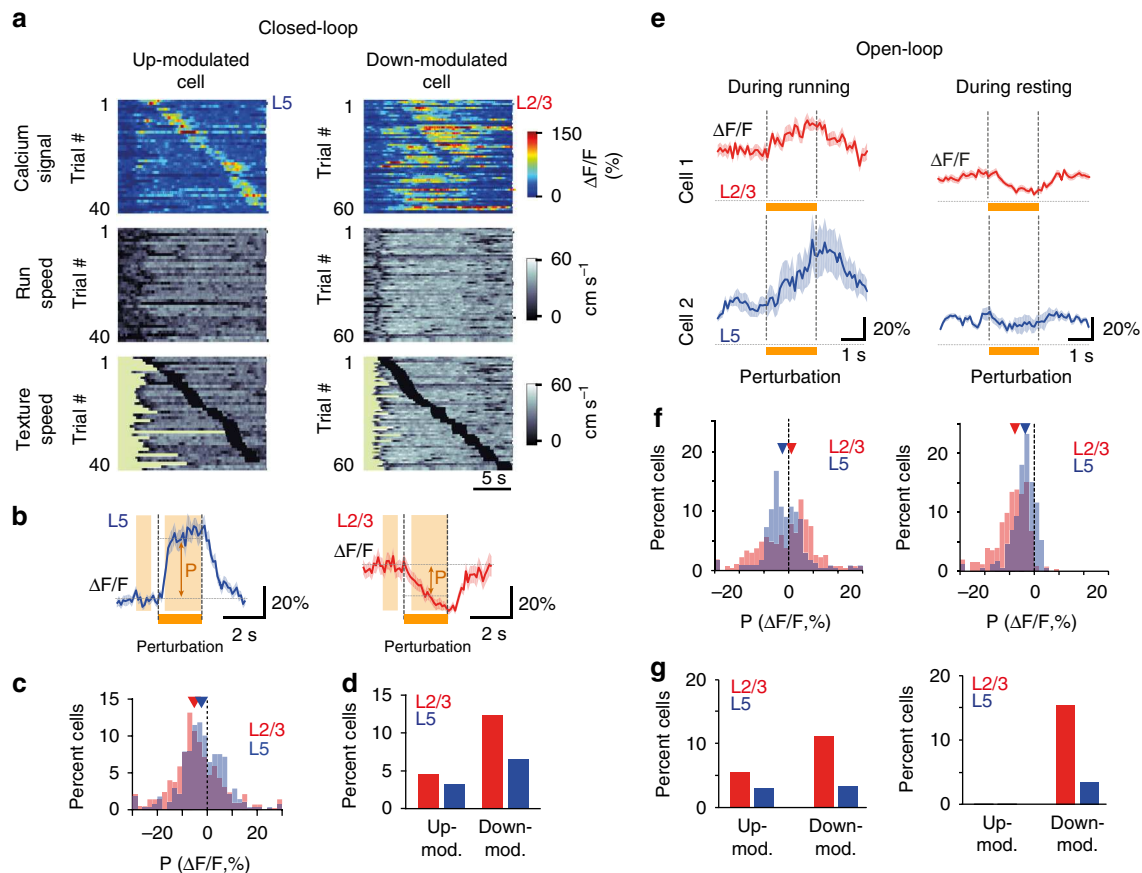 a
Closed-loop
Up-modulated
cell
Down-modulated
cell
L5
L2/3
Calcium
signal
Trial #
1
40
Trial #
1
60
150
0
ΔF/F
(%)
Run
speed
Trial #
1
40
Trial #
1
60
60
0
cm s−1
Texture
speed
Trial #
1
40
Trial #
1
60
60
0
cm s−1
5 s
b
L5
ΔF/F
P
20%
2 s
Perturbation
L2/3
ΔF/F
P
20%
2 s
Perturbation
c
Percent cells
15
10
5
0
L2/3
L5
−20 0 20
P (ΔF/F,%)
d
Percent cells
15
10
5
0
L2/3
L5
Up-
mod.
Down-
mod.
e
Open-loop
During running
During resting
Cell 1
ΔF/F
L2/3
ΔF/F
Cell 2
L5
20%
1 s
20%
1 s
Perturbation
Perturbation
f
Percent cells
20
10
0
L2/3
L5
−20 0 20
P (ΔF/F,%)
Percent cells
20
10
0
L2/3
L5
−20 0 20
P (ΔF/F,%)
g
Percent cells
20
10
0
L2/3
L5
Up-
mod.
Down-
mod.
Percent cells
20
10
0
L2/3
L5
Up-
mod.
Down-
mod.